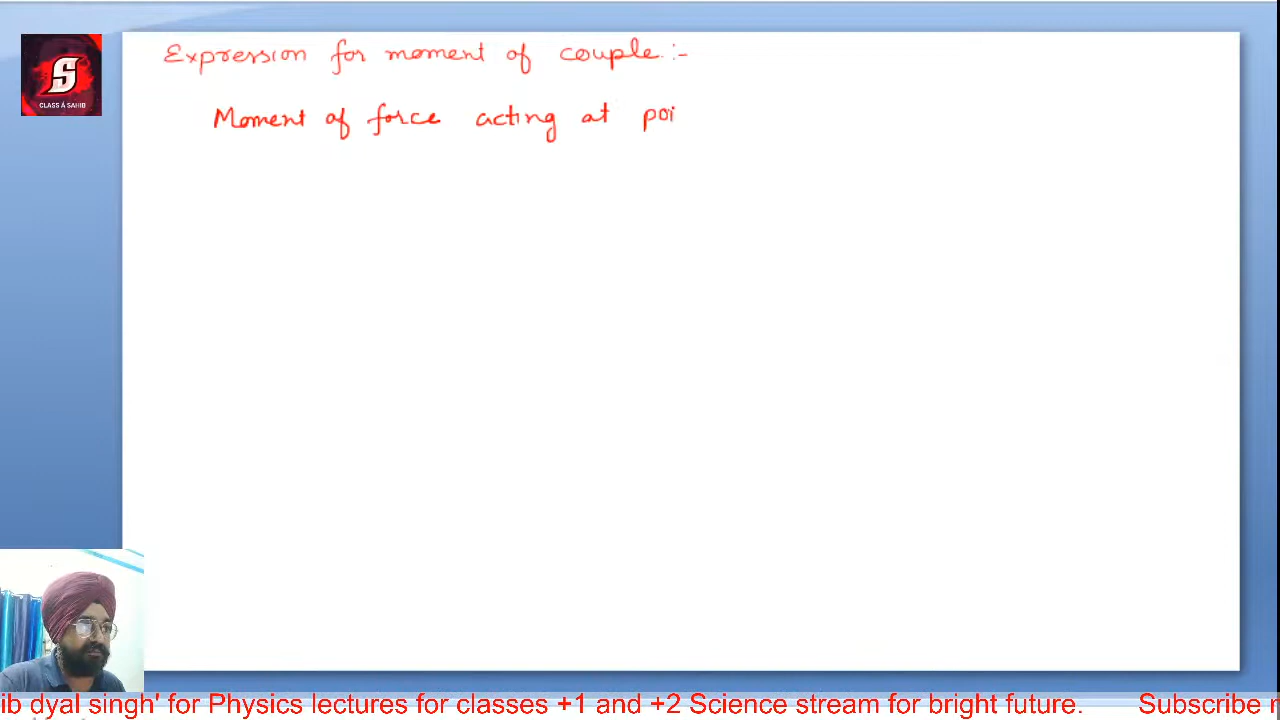 Expression for moment of couple :-
Moment of force acting at poi
S
CLASS Á SAHIB
ib dyal singh' for Physics lectures for classes +1 and +2 Science stream for bright future. Subscribe